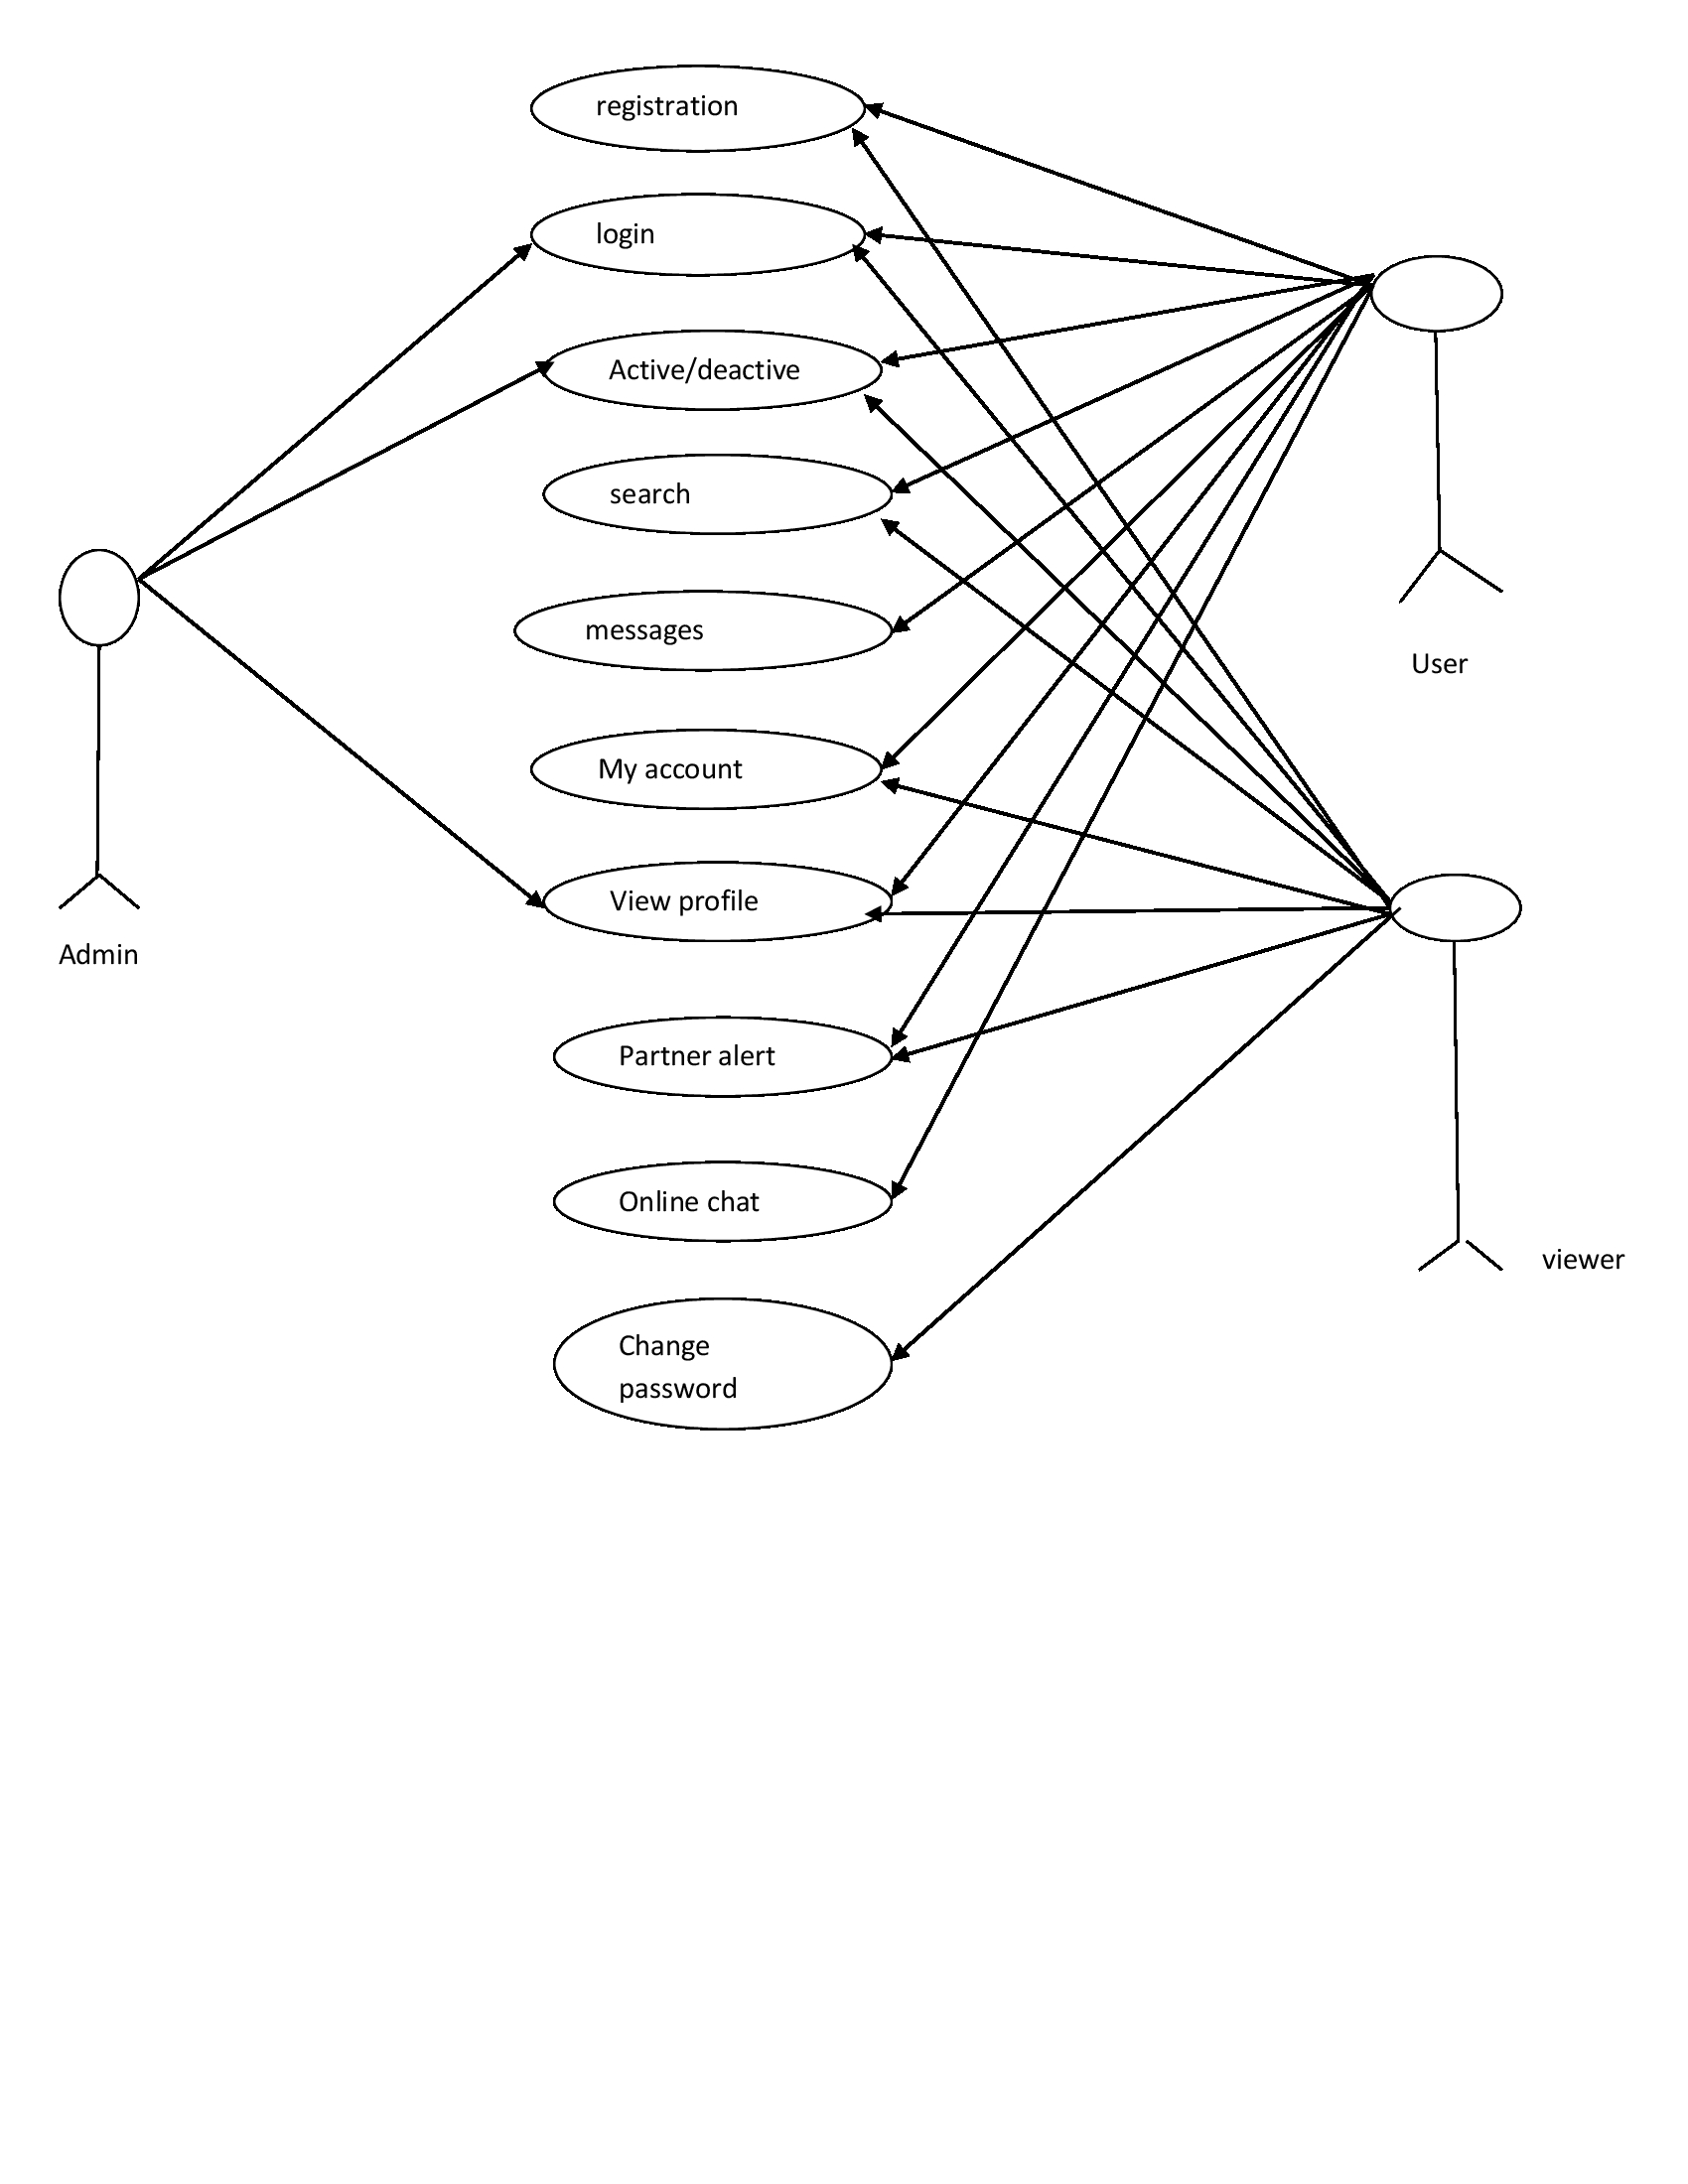 registration
login
Active/deactive
search
messages
User
My account
View profile
Admin
Partner alert
Online chat
viewer
Change
password